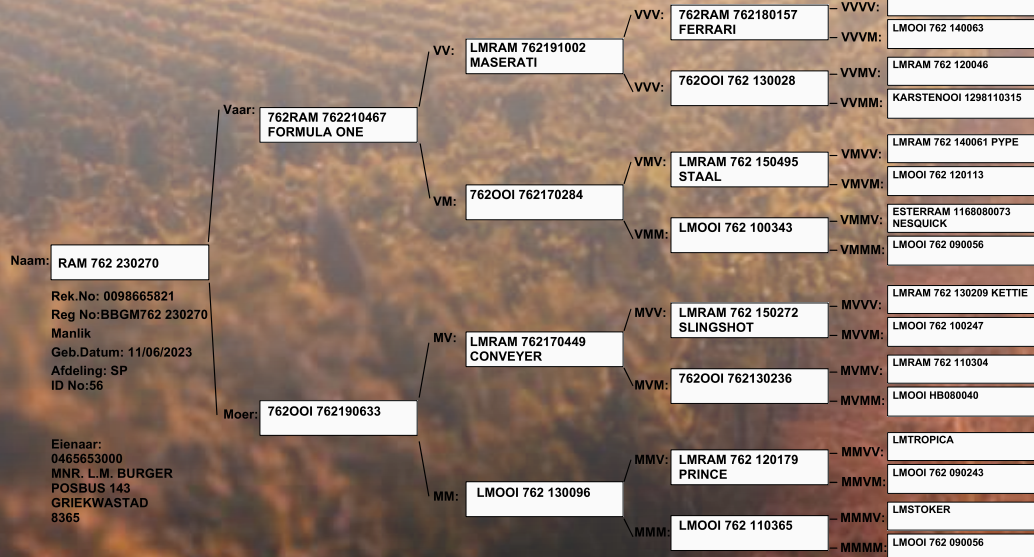 Naam:
RAM 762 230270
Rek.No: 0098665821
Reg No:BBGM762 230270
Manlik
Geb.Datum: 11/06/2023
Afdeling: SP
ID No:56
Eienaar:
0465653000
MNR. L.M. BURGER
POSBUS 143
GRIEKWASTAD
8365
Vaar:
762RAM 762210467
FORMULA ONE
Moer:
762OOI 762190633
VV:
LMRAM 762191002
MASERATI
VM:
762OOI 762170284
MV:
LMRAM 762170449
CONVEYER
MM:
LMOOI 762 130096
VVV:
762RAM 762180157
FERRARI
VVV:
762OOI 762 130028
VMV:
LMRAM 762 150495
STAAL
VMM:
LMOOI 762 100343
MVV:
LMRAM 762 150272
SLINGSHOT
MVM:
762OOI 762130236
MMV:
LMRAM 762 120179
PRINCE
MMM:
LMOOI 762 110365
VVVV:
VVVM:
LMOOI 762 140063
VVMV:
LMRAM 762 120046
VVMM:
KARSTENOOI 1298110315
VMVV:
LMRAM 762 140061 PYPE
VMVM:
LMOOI 762 120113
VMMV:
ESTERRAM 1168080073
NESQUICK
VMMM:
LMOOI 762 090056
MVVV:
LMRAM 762 130209 KETTIE
MVVM:
LMOOI 762 100247
MVMV:
LMRAM 762 110304
MVMM:
LMOOI HB080040
MMVV:
LMTROPICA
MMVM:
LMOOI 762 090243
MMMV:
LMSTOKER
MMMM:
LMOOI 762 090056